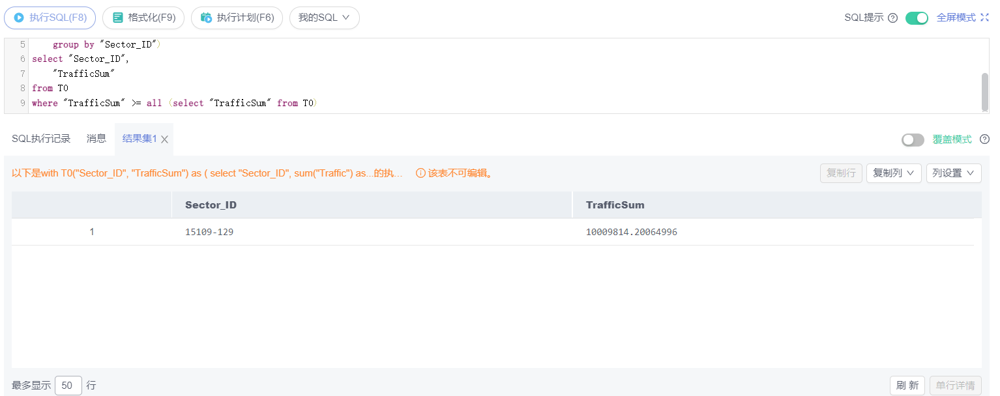 执行SQL(F8) 格式化(F9) 执行计划(F6) 我的SQL SQL提示 全屏模式
5 group by "Sector_ID")
6 select "Sector_ID",
7 "TrafficSum"
8 from T0
9 where "TrafficSum" >= all (select "TrafficSum" from T0)
SQL执行记录 消息 结果集1 覆盖模式
以下是with T0("Sector_ID", "TrafficSum") as ( select "Sector_ID", sum("Traffic") as...的执... 该表不可编辑。 复制行 复制列 列设置
Sector_ID TrafficSum
1 15109-129 10009814.20064996
最多显示 50 行 刷 新 单行详情